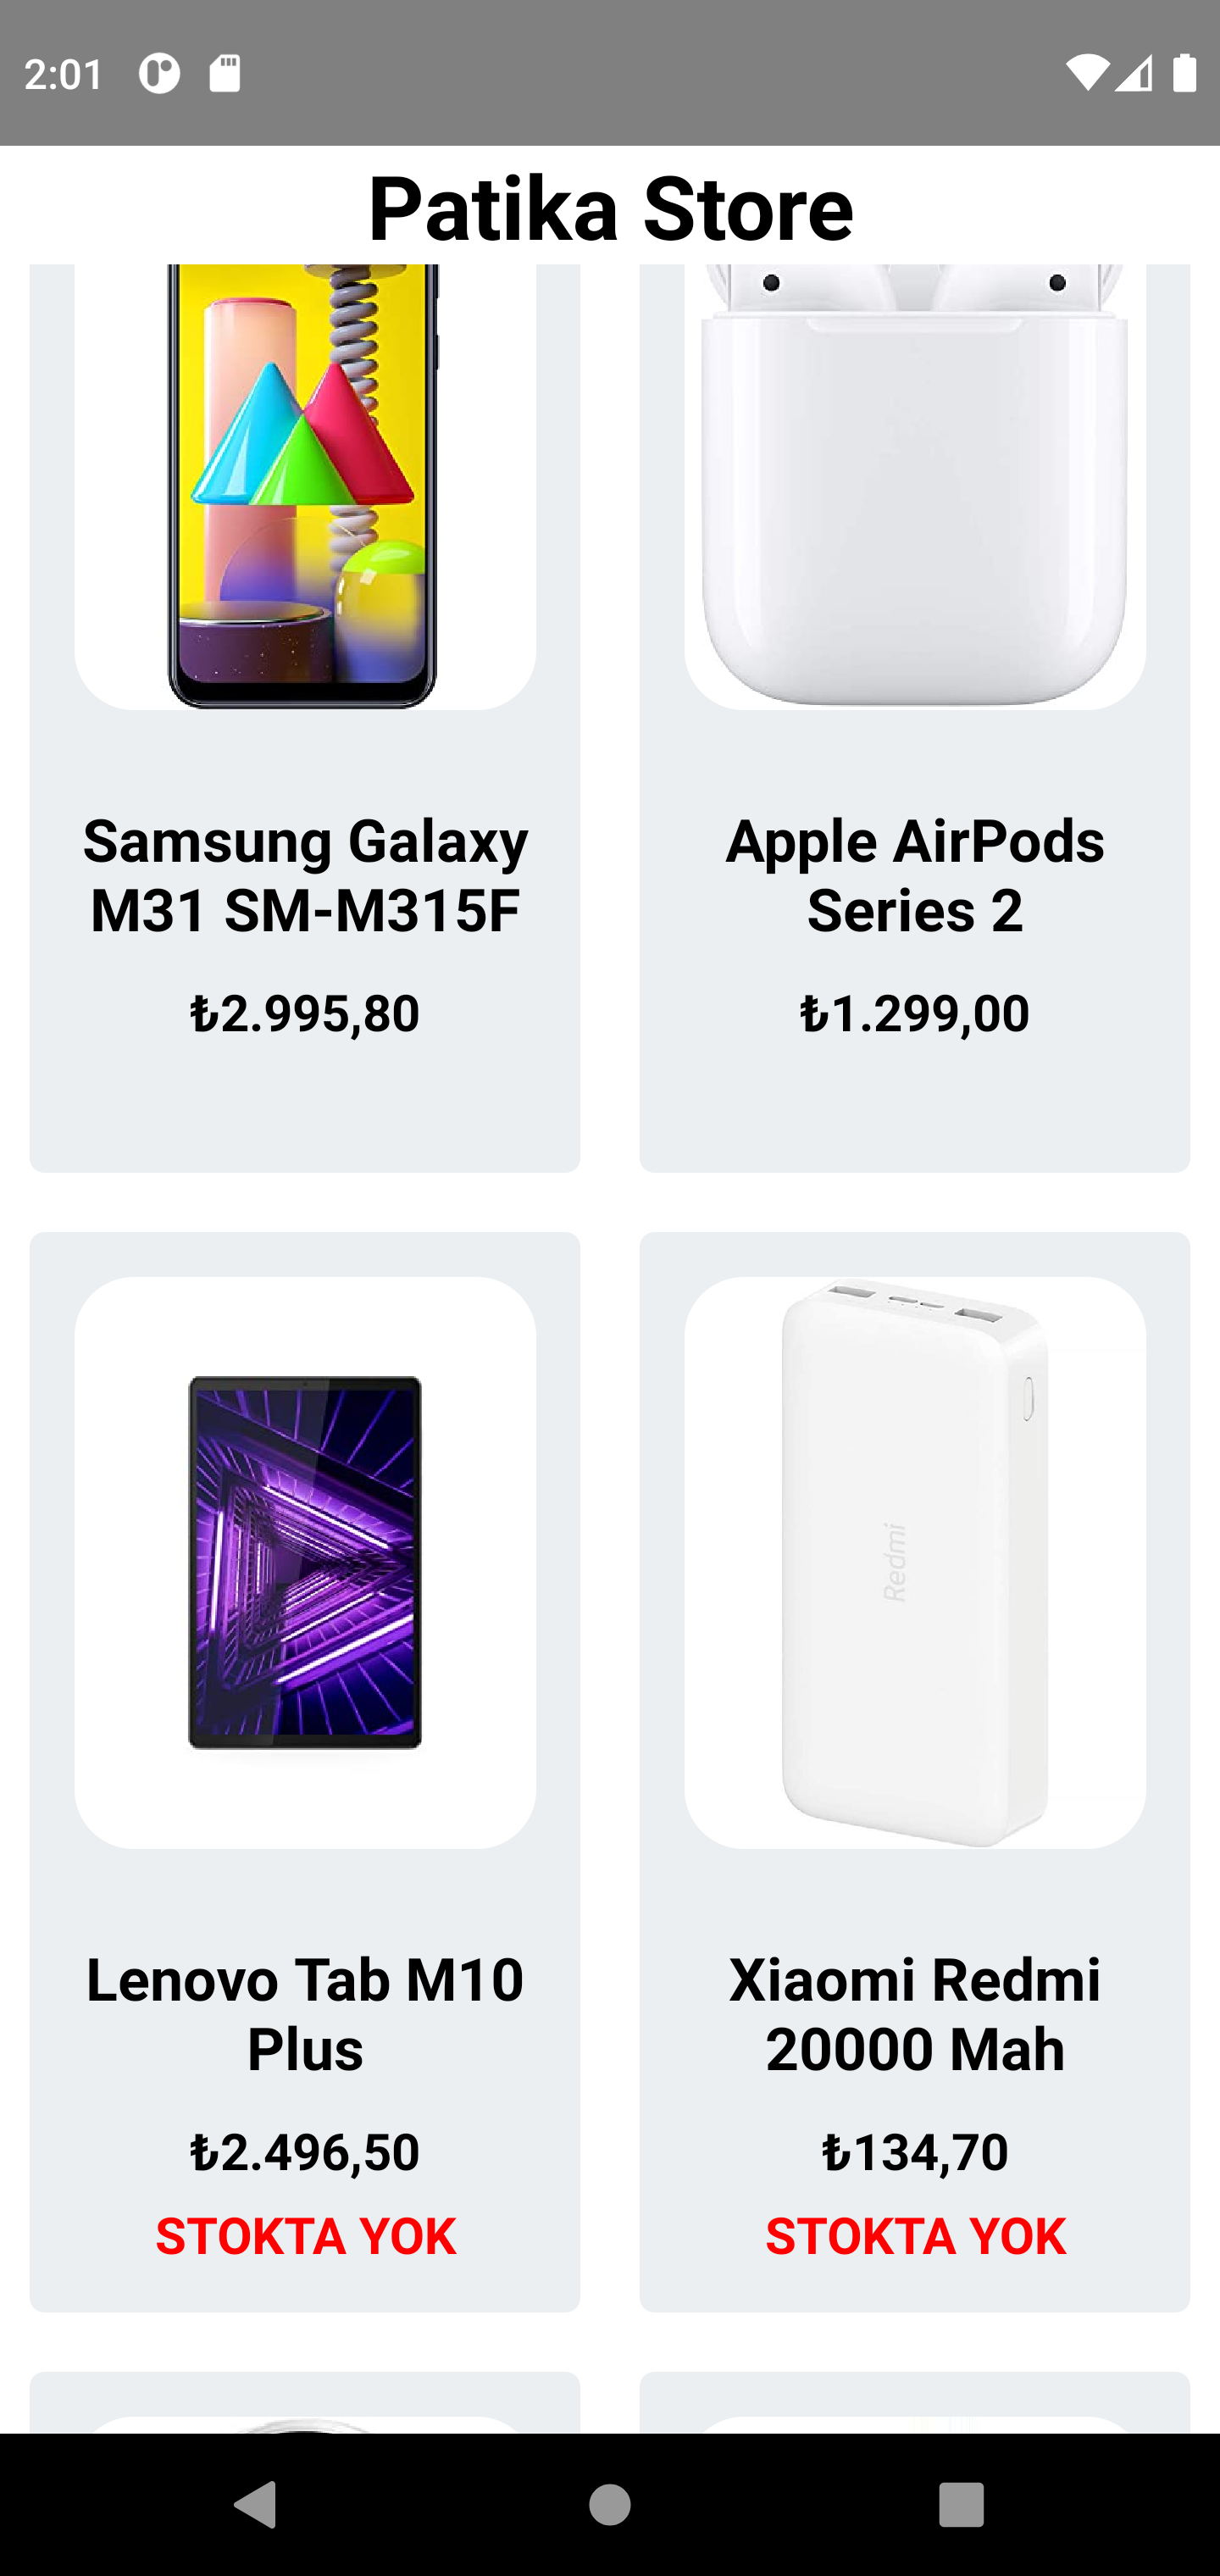 2:01
Patika Store
Samsung Galaxy
M31 SM-M315F
₺2.995,80
Apple AirPods
Series 2
₺1.299,00
Redmi
Lenovo Tab M10
Plus
₺2.496,50
STOKTA YOK
Xiaomi Redmi
20000 Mah
₺134,70
STOKTA YOK